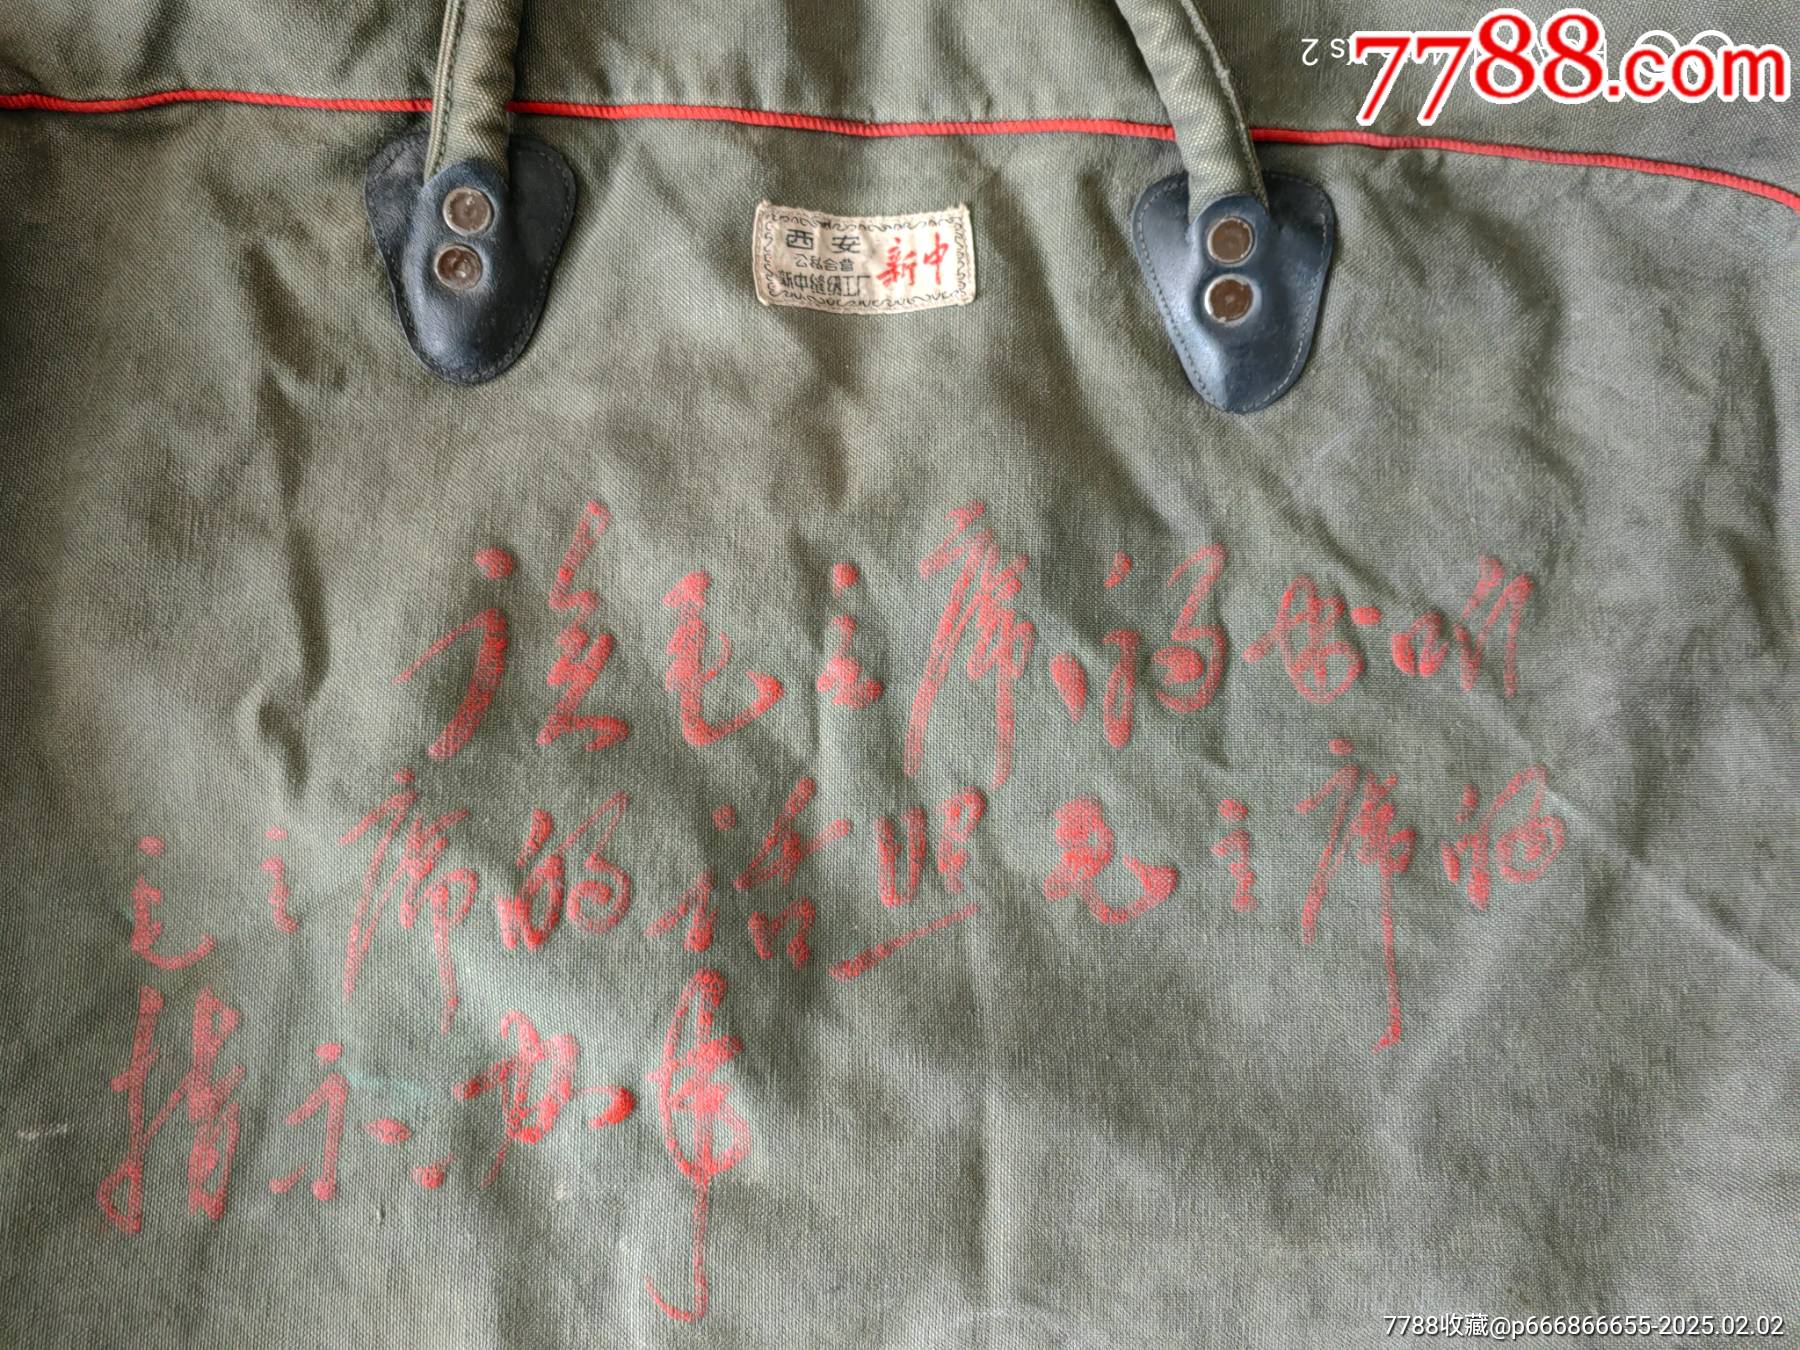 7788.com
西安
公私合营
新中缝纫工厂
新中
读毛主席的书听
毛主席的话照毛主席的
指示办事
7788收藏@p666866655-2025.02.02